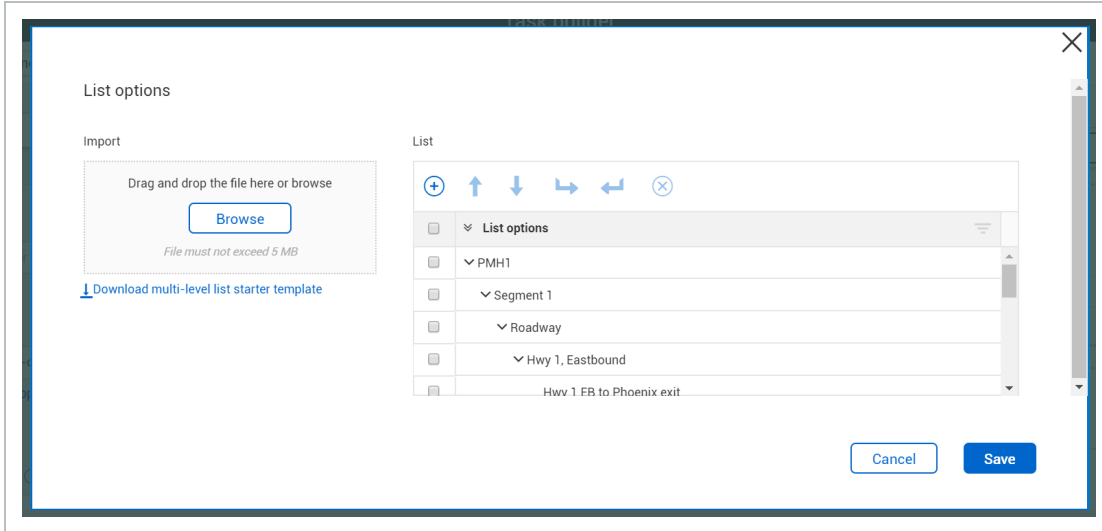 Task builder
List options
Import
Drag and drop the file here or browse
Browse
File must not exceed 5 MB
Download multi-level list starter template
List
List options
PMH1
Segment 1
Roadway
Hwy 1, Eastbound
Hwy 1 EB to Phoenix exit
Cancel
Save